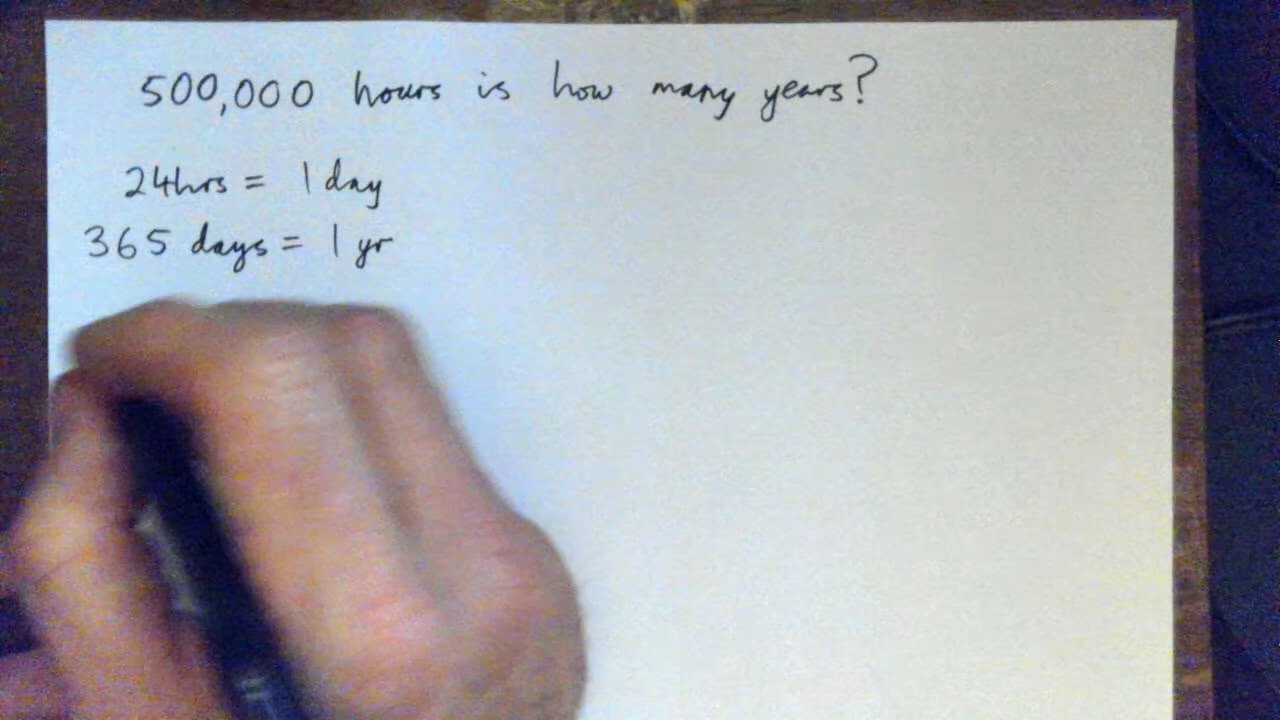 500,000 hours is how many years?
24hrs = 1 day
365 days = 1 yr